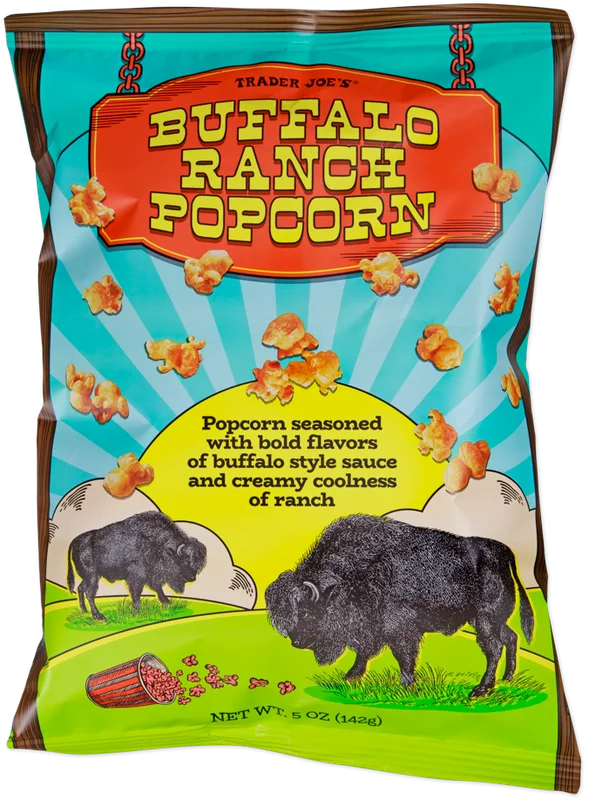 TRADER JOE'S®
BUFFALO
RANCH
POPCORN
Popcorn seasoned
with bold flavors
of buffalo style sauce
and creamy coolness
of ranch
NET WT. 5 OZ (142g)